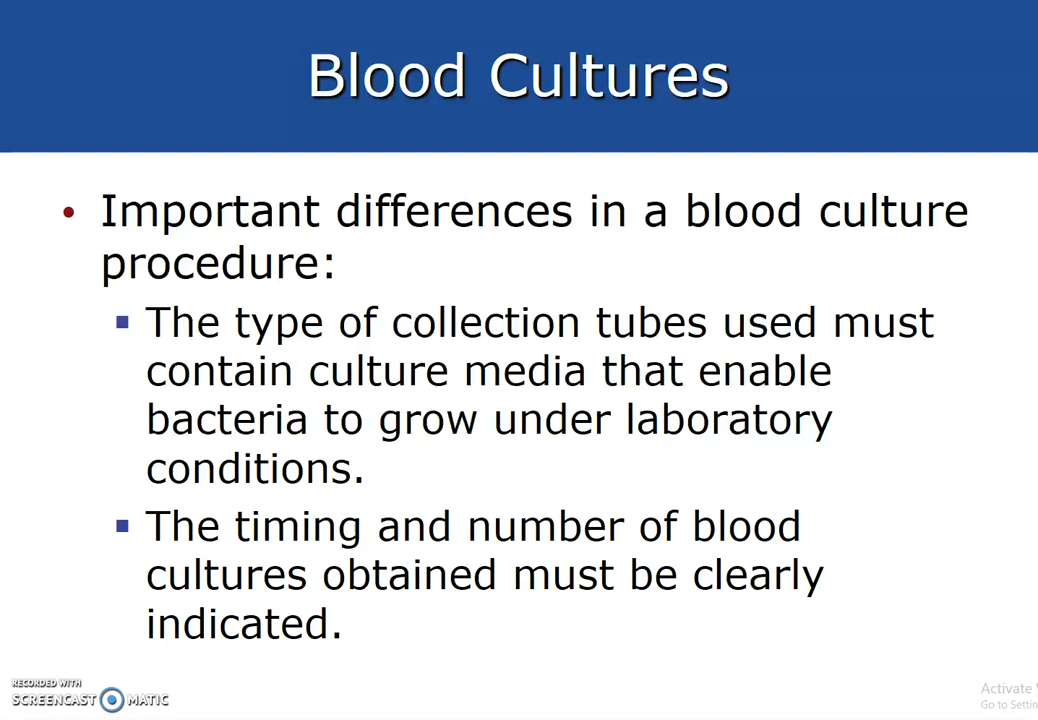 Blood Cultures
• Important differences in a blood culture
procedure:
▪ The type of collection tubes used must
contain culture media that enable
bacteria to grow under laboratory
conditions.
▪ The timing and number of blood
cultures obtained must be clearly
indicated.
RECORDED WITH
SCREENCAST MATIC
Activate
Go to